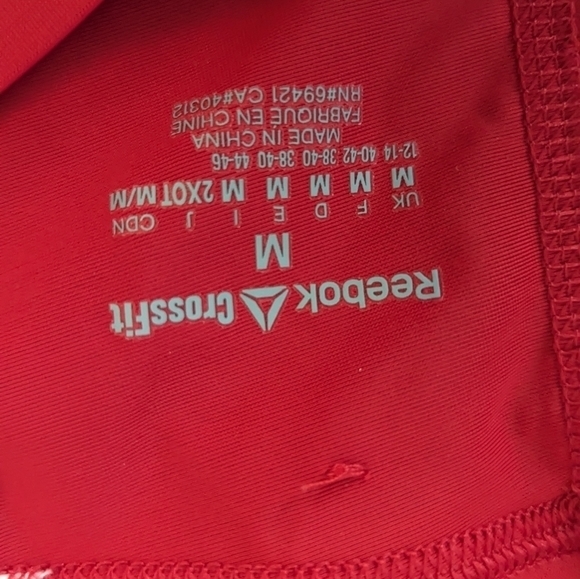 Reebok CrossFit
M
UK F D E I J CDN
M M M M M 2XOT M/M
12-14 40-42 38-40 38-40 44-46
MADE IN CHINA
FABRIQUE EN CHINE
RN#69421 CA#40312